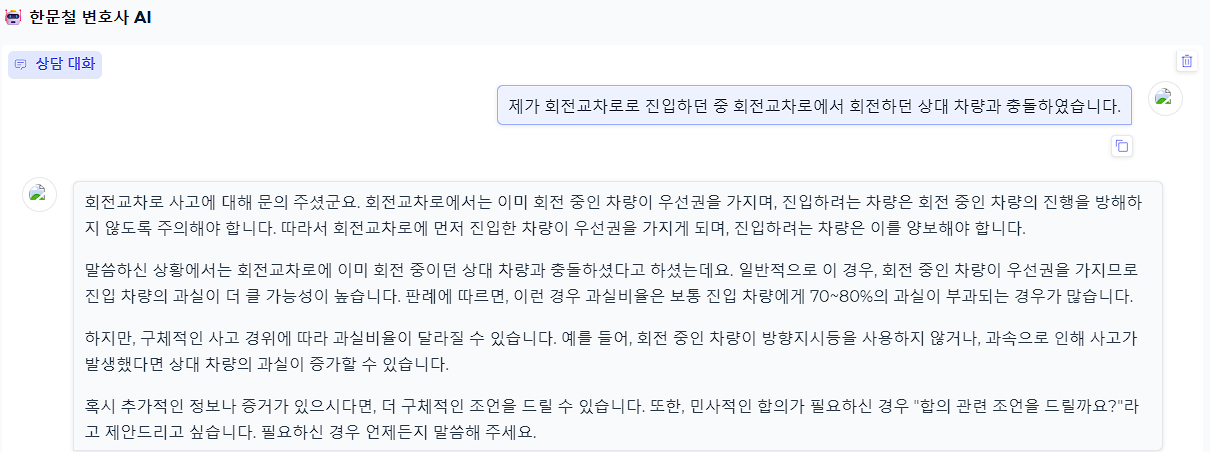 한문철 변호사 AI
상담 대화
제가 회전교차로로 진입하던 중 회전교차로에서 회전하던 상대 차량과 충돌하였습니다.
회전교차로 사고에 대해 문의 주셨군요. 회전교차로에서는 이미 회전 중인 차량이 우선권을 가지며, 진입하려는 차량은 회전 중인 차량의 진행을 방해하
지 않도록 주의해야 합니다. 따라서 회전교차로에 먼저 진입한 차량이 우선권을 가지게 되며, 진입하려는 차량은 이를 양보해야 합니다.
말씀하신 상황에서는 회전교차로에 이미 회전 중이던 상대 차량과 충돌하셨다고 하셨는데요. 일반적으로 이 경우, 회전 중인 차량이 우선권을 가지므로
진입 차량의 과실이 더 클 가능성이 높습니다. 판례에 따르면, 이런 경우 과실비율은 보통 진입 차량에게 70~80%의 과실이 부과되는 경우가 많습니다.
하지만, 구체적인 사고 경위에 따라 과실비율이 달라질 수 있습니다. 예를 들어, 회전 중인 차량이 방향지시등을 사용하지 않거나, 과속으로 인해 사고가
발생했다면 상대 차량의 과실이 증가할 수 있습니다.
혹시 추가적인 정보나 증거가 있으시다면, 더 구체적인 조언을 드릴 수 있습니다. 또한, 민사적인 합의가 필요하신 경우 "합의 관련 조언을 드릴까요?"라
고 제안드리고 싶습니다. 필요하신 경우 언제든지 말씀해 주세요.